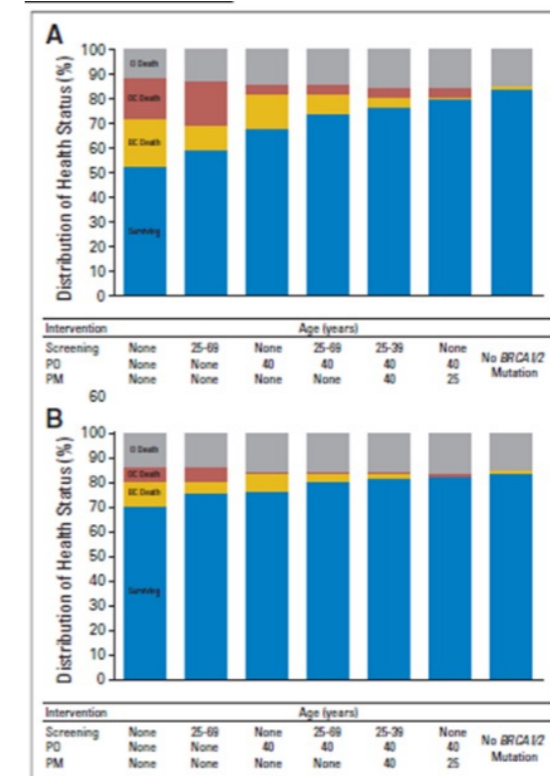 A
Distribution of Health Status (%)
100
90
80
70
60
50
40
30
20
10
0
O Death
OC Death
BC Death
Surviving
Intervention Age (years)
Screening None 25-69 None 25-69 25-39 None No BRCA1/2 Mutation
PO None None 40 40 40 40
PM None None None None 40 25
60
B
Distribution of Health Status (%)
100
90
80
70
60
50
40
30
20
10
0
O Death
OC Death
BC Death
Surviving
Intervention Age (years)
Screening None 25-69 None 25-69 25-39 None No BRCA1/2 Mutation
PO None None 40 40 40 40
PM None None None None 40 25